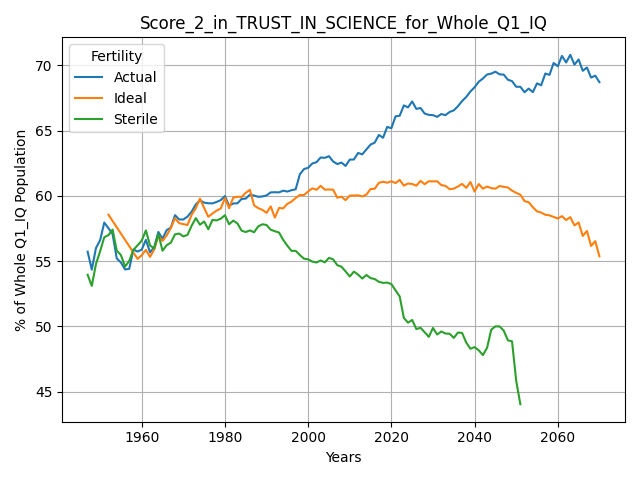 Score_2_in_TRUST_IN_SCIENCE_for_Whole_Q1_IQ
Fertility
Actual
Ideal
Sterile
% of Whole Q1_IQ Population
70
65
60
55
50
45
1960
1980
2000
2020
2040
2060
Years